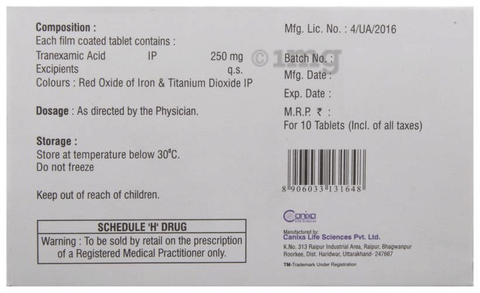 Composition :
Each film coated tablet contains :
Tranexamic Acid IP 250 mg
Excipients q.s.
Colours : Red Oxide of Iron & Titanium Dioxide IP
Dosage : As directed by the Physician.
Storage :
Store at temperature below 30°C.
Do not freeze
Keep out of reach of children.
SCHEDULE 'H' DRUG
Warning : To be sold by retail on the prescription
of a Registered Medical Practitioner only.
Mfg. Lic. No. : 4/UA/2016
1mg
Batch No. :
Mfg. Date :
Exp. Date :
M.R.P. ₹ :
For 10 Tablets (Incl. of all taxes)
8 906033 131648
Canixa
Manufactured by:
Canixa Life Sciences Pvt. Ltd.
K.No. 313 Raipur Industrial Area, Raipur, Bhagwanpur
Roorkee, Dist. Haridwar, Uttarakhand- 247667
TM-Trademark Under Registration